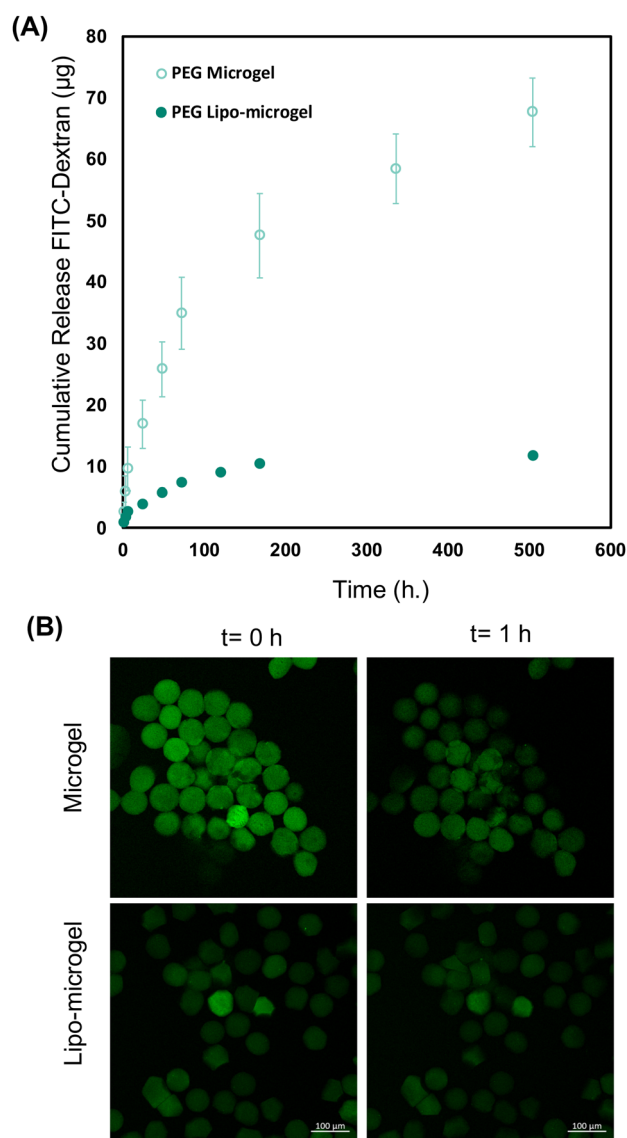 (A)
80
70
60
50
40
30
20
10
0
Cumulative Release FITC-Dextran (µg)
PEG Microgel
PEG Lipo-microgel
0 100 200 300 400 500 600
Time (h.)
(B)
t= 0 h t= 1 h
Microgel
Lipo-microgel
100 µm 100 µm